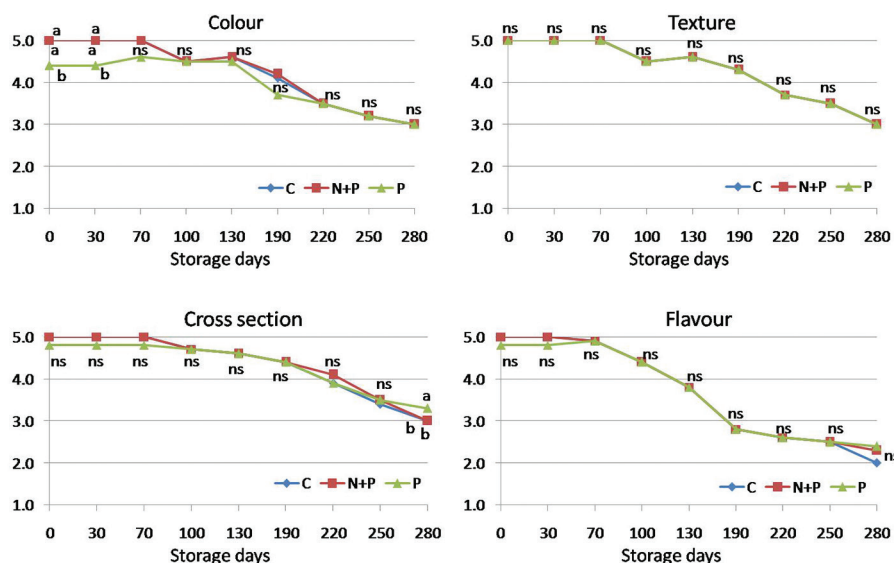 Colour
a a
5.0
a a ns ns ns
4.0 b b ns ns ns ns
3.0
2.0
C N+P P
1.0
0 30 70 100 130 190 220 250 280
Storage days
Texture
ns ns ns
5.0 ns ns ns
4.0 ns ns ns
3.0
2.0
C N+P P
1.0
0 30 70 100 130 190 220 250 280
Storage days
Cross section
5.0
ns ns ns ns ns ns ns
4.0 ns
a
3.0 b b
2.0
C N+P P
1.0
0 30 70 100 130 190 220 250 280
Storage days
Flavour
5.0
ns ns ns ns
4.0 ns
3.0 ns ns ns
ns
2.0
C N+P P
1.0
0 30 70 100 130 190 220 250 280
Storage days